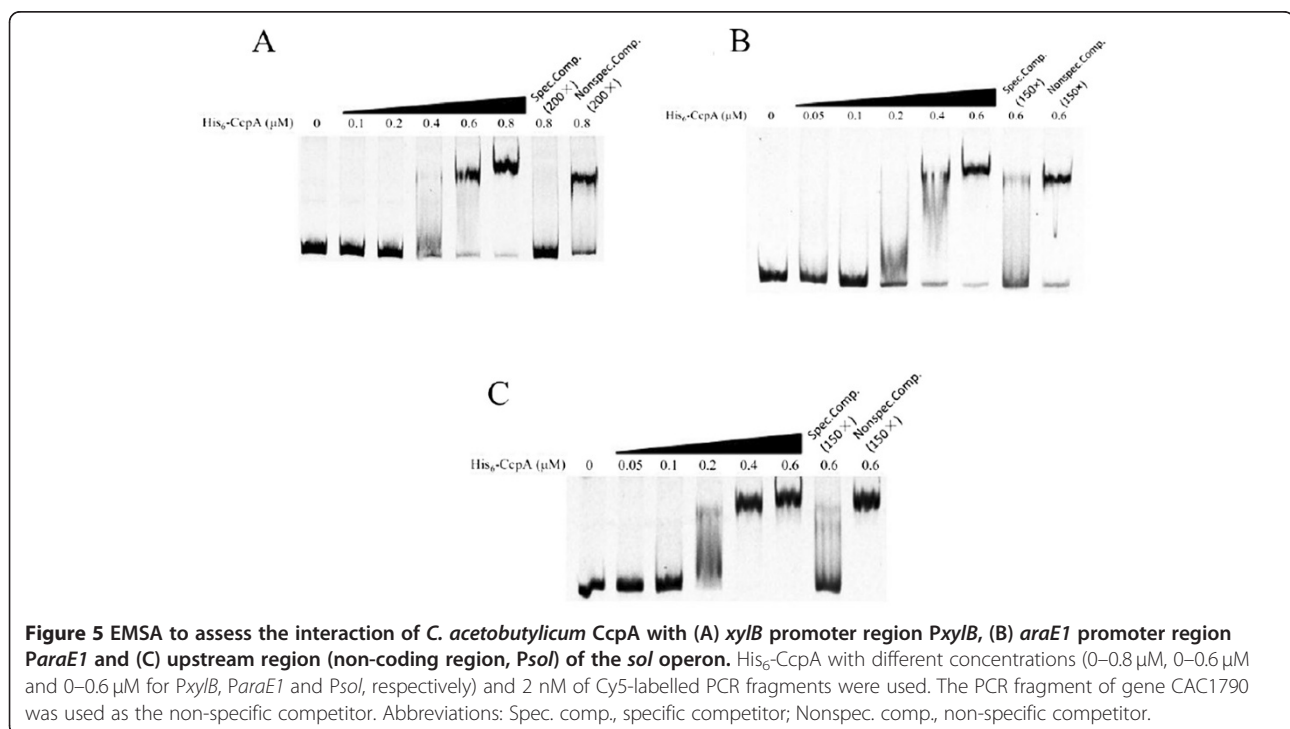 A
Spec.Comp.
(200×)
Nonspec.Comp.
(200×)
His₆-CcpA (µM) 0 0.1 0.2 0.4 0.6 0.8 0.8 0.8
B
Spec.Comp.
(150×)
Nonspec.Comp.
(150×)
His₆-CcpA (µM) 0 0.05 0.1 0.2 0.4 0.6 0.6 0.6
C
Spec.Comp.
(150×)
Nonspec.Comp.
(150×)
His₆-CcpA (µM) 0 0.05 0.1 0.2 0.4 0.6 0.6 0.6
Figure 5 EMSA to assess the interaction of C. acetobutylicum CcpA with (A) xylB promoter region PxylB, (B) araE1 promoter region
ParaE1 and (C) upstream region (non-coding region, Psol) of the sol operon. His₆-CcpA with different concentrations (0–0.8 µM, 0–0.6 µM
and 0–0.6 µM for PxylB, ParaE1 and Psol, respectively) and 2 nM of Cy5-labelled PCR fragments were used. The PCR fragment of gene CAC1790
was used as the non-specific competitor. Abbreviations: Spec. comp., specific competitor; Nonspec. comp., non-specific competitor.